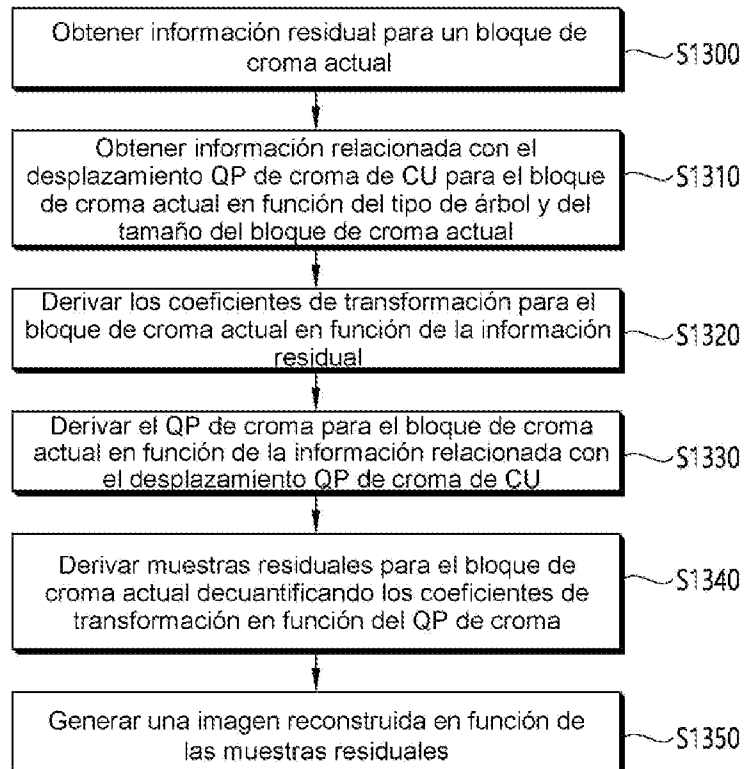 Obtener información residual para un bloque de
croma actual
S1300
Obtener información relacionada con el
desplazamiento QP de croma de CU para el bloque
de croma actual en función del tipo de árbol y del
tamaño del bloque de croma actual
S1310
Derivar los coeficientes de transformación para el
bloque de croma actual en función de la información
residual
S1320
Derivar el QP de croma para el bloque de croma
actual en función de la información relacionada con
el desplazamiento QP de croma de CU
S1330
Derivar muestras residuales para el bloque de
croma actual decuantificando los coeficientes de
transformación en función del QP de croma
S1340
Generar una imagen reconstruida en función de
las muestras residuales
S1350